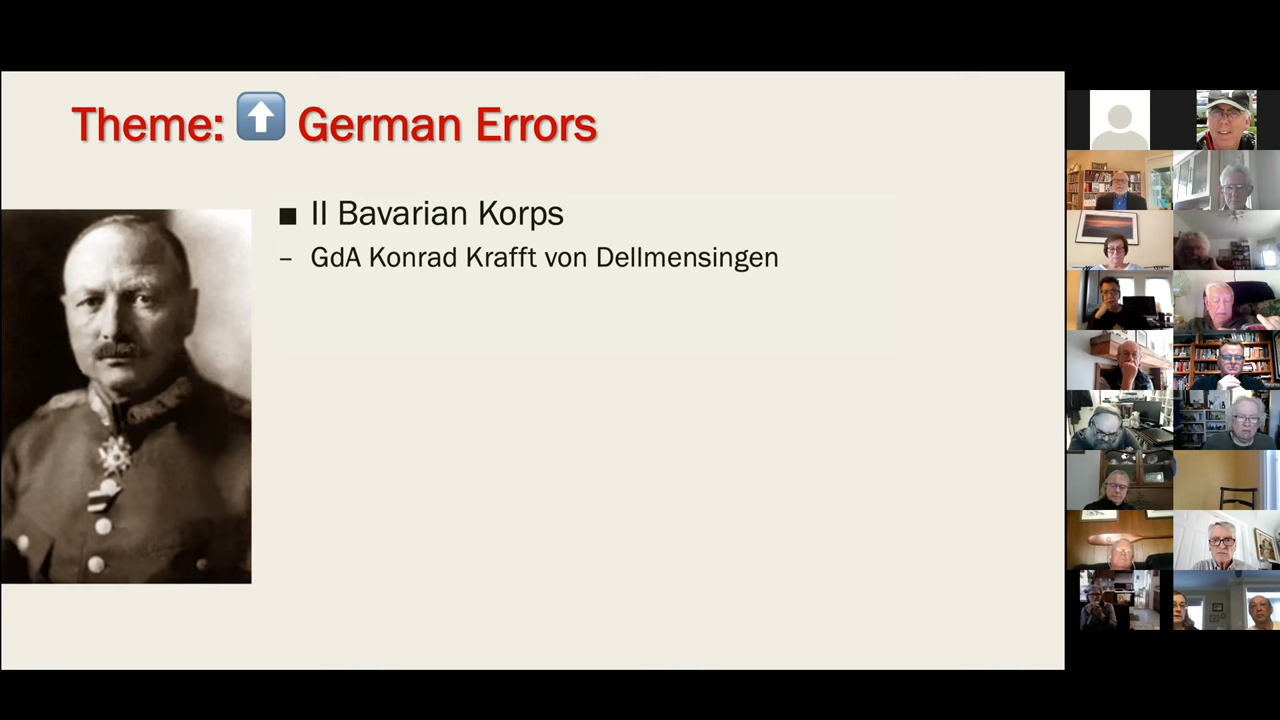 Theme: ⬆️ German Errors
■ II Bavarian Korps
– GdA Konrad Krafft von Dellmensingen